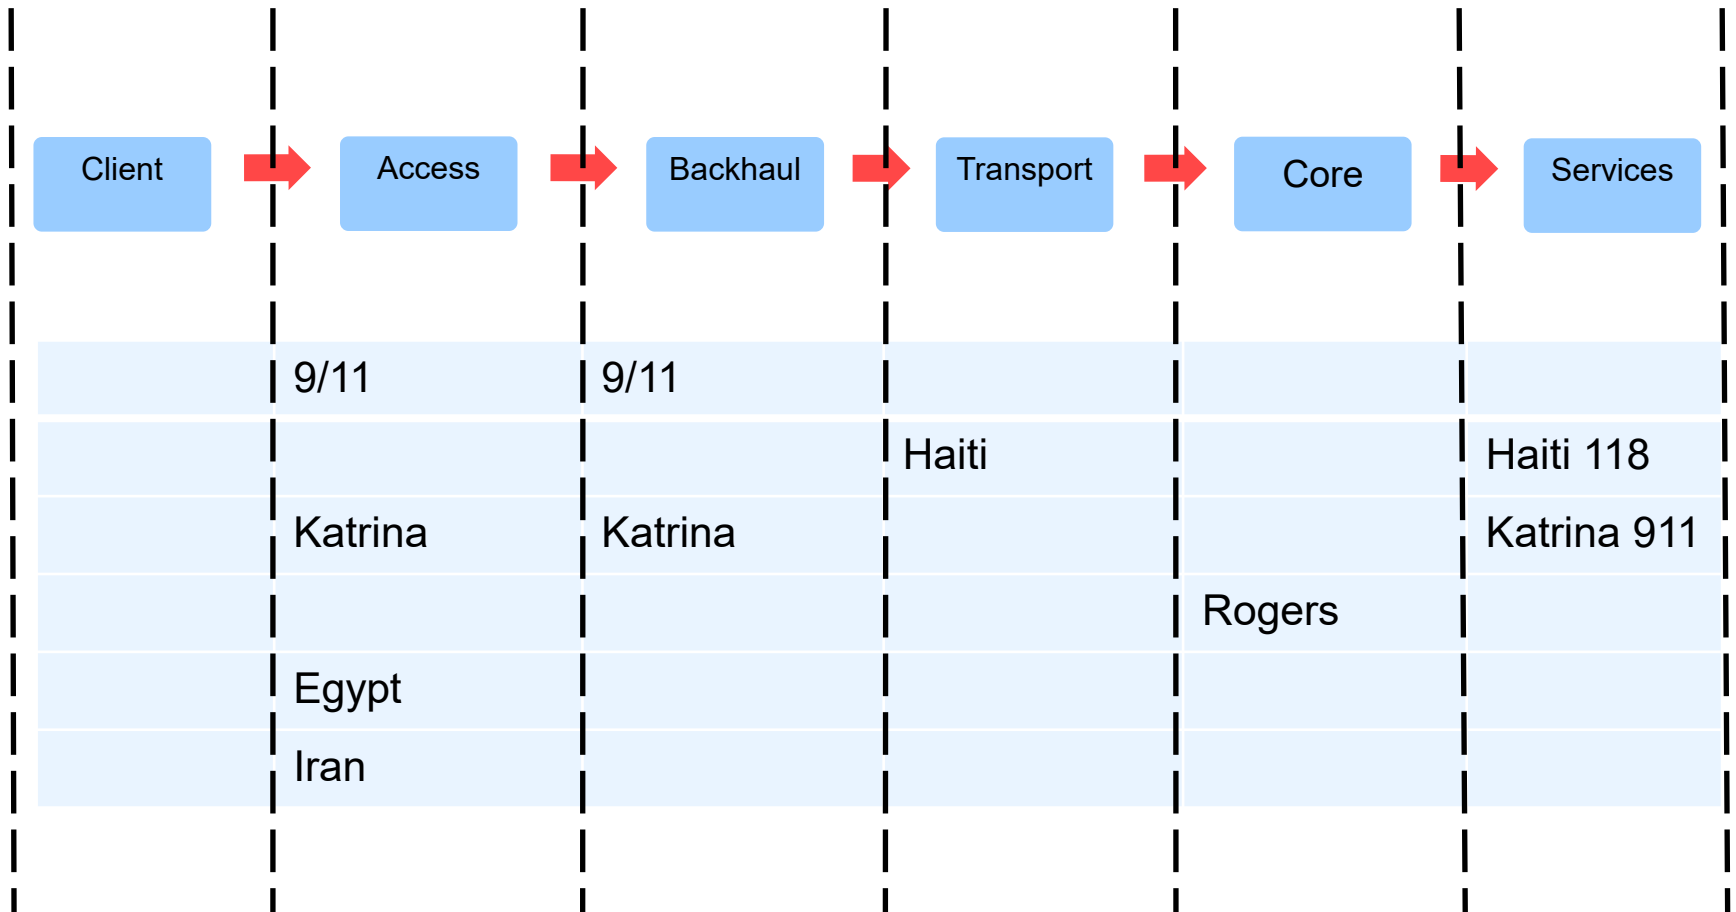 Client Access Backhaul Transport Core Services
9/11 9/11
Haiti Haiti 118
Katrina Katrina Katrina 911
Rogers
Egypt
Iran